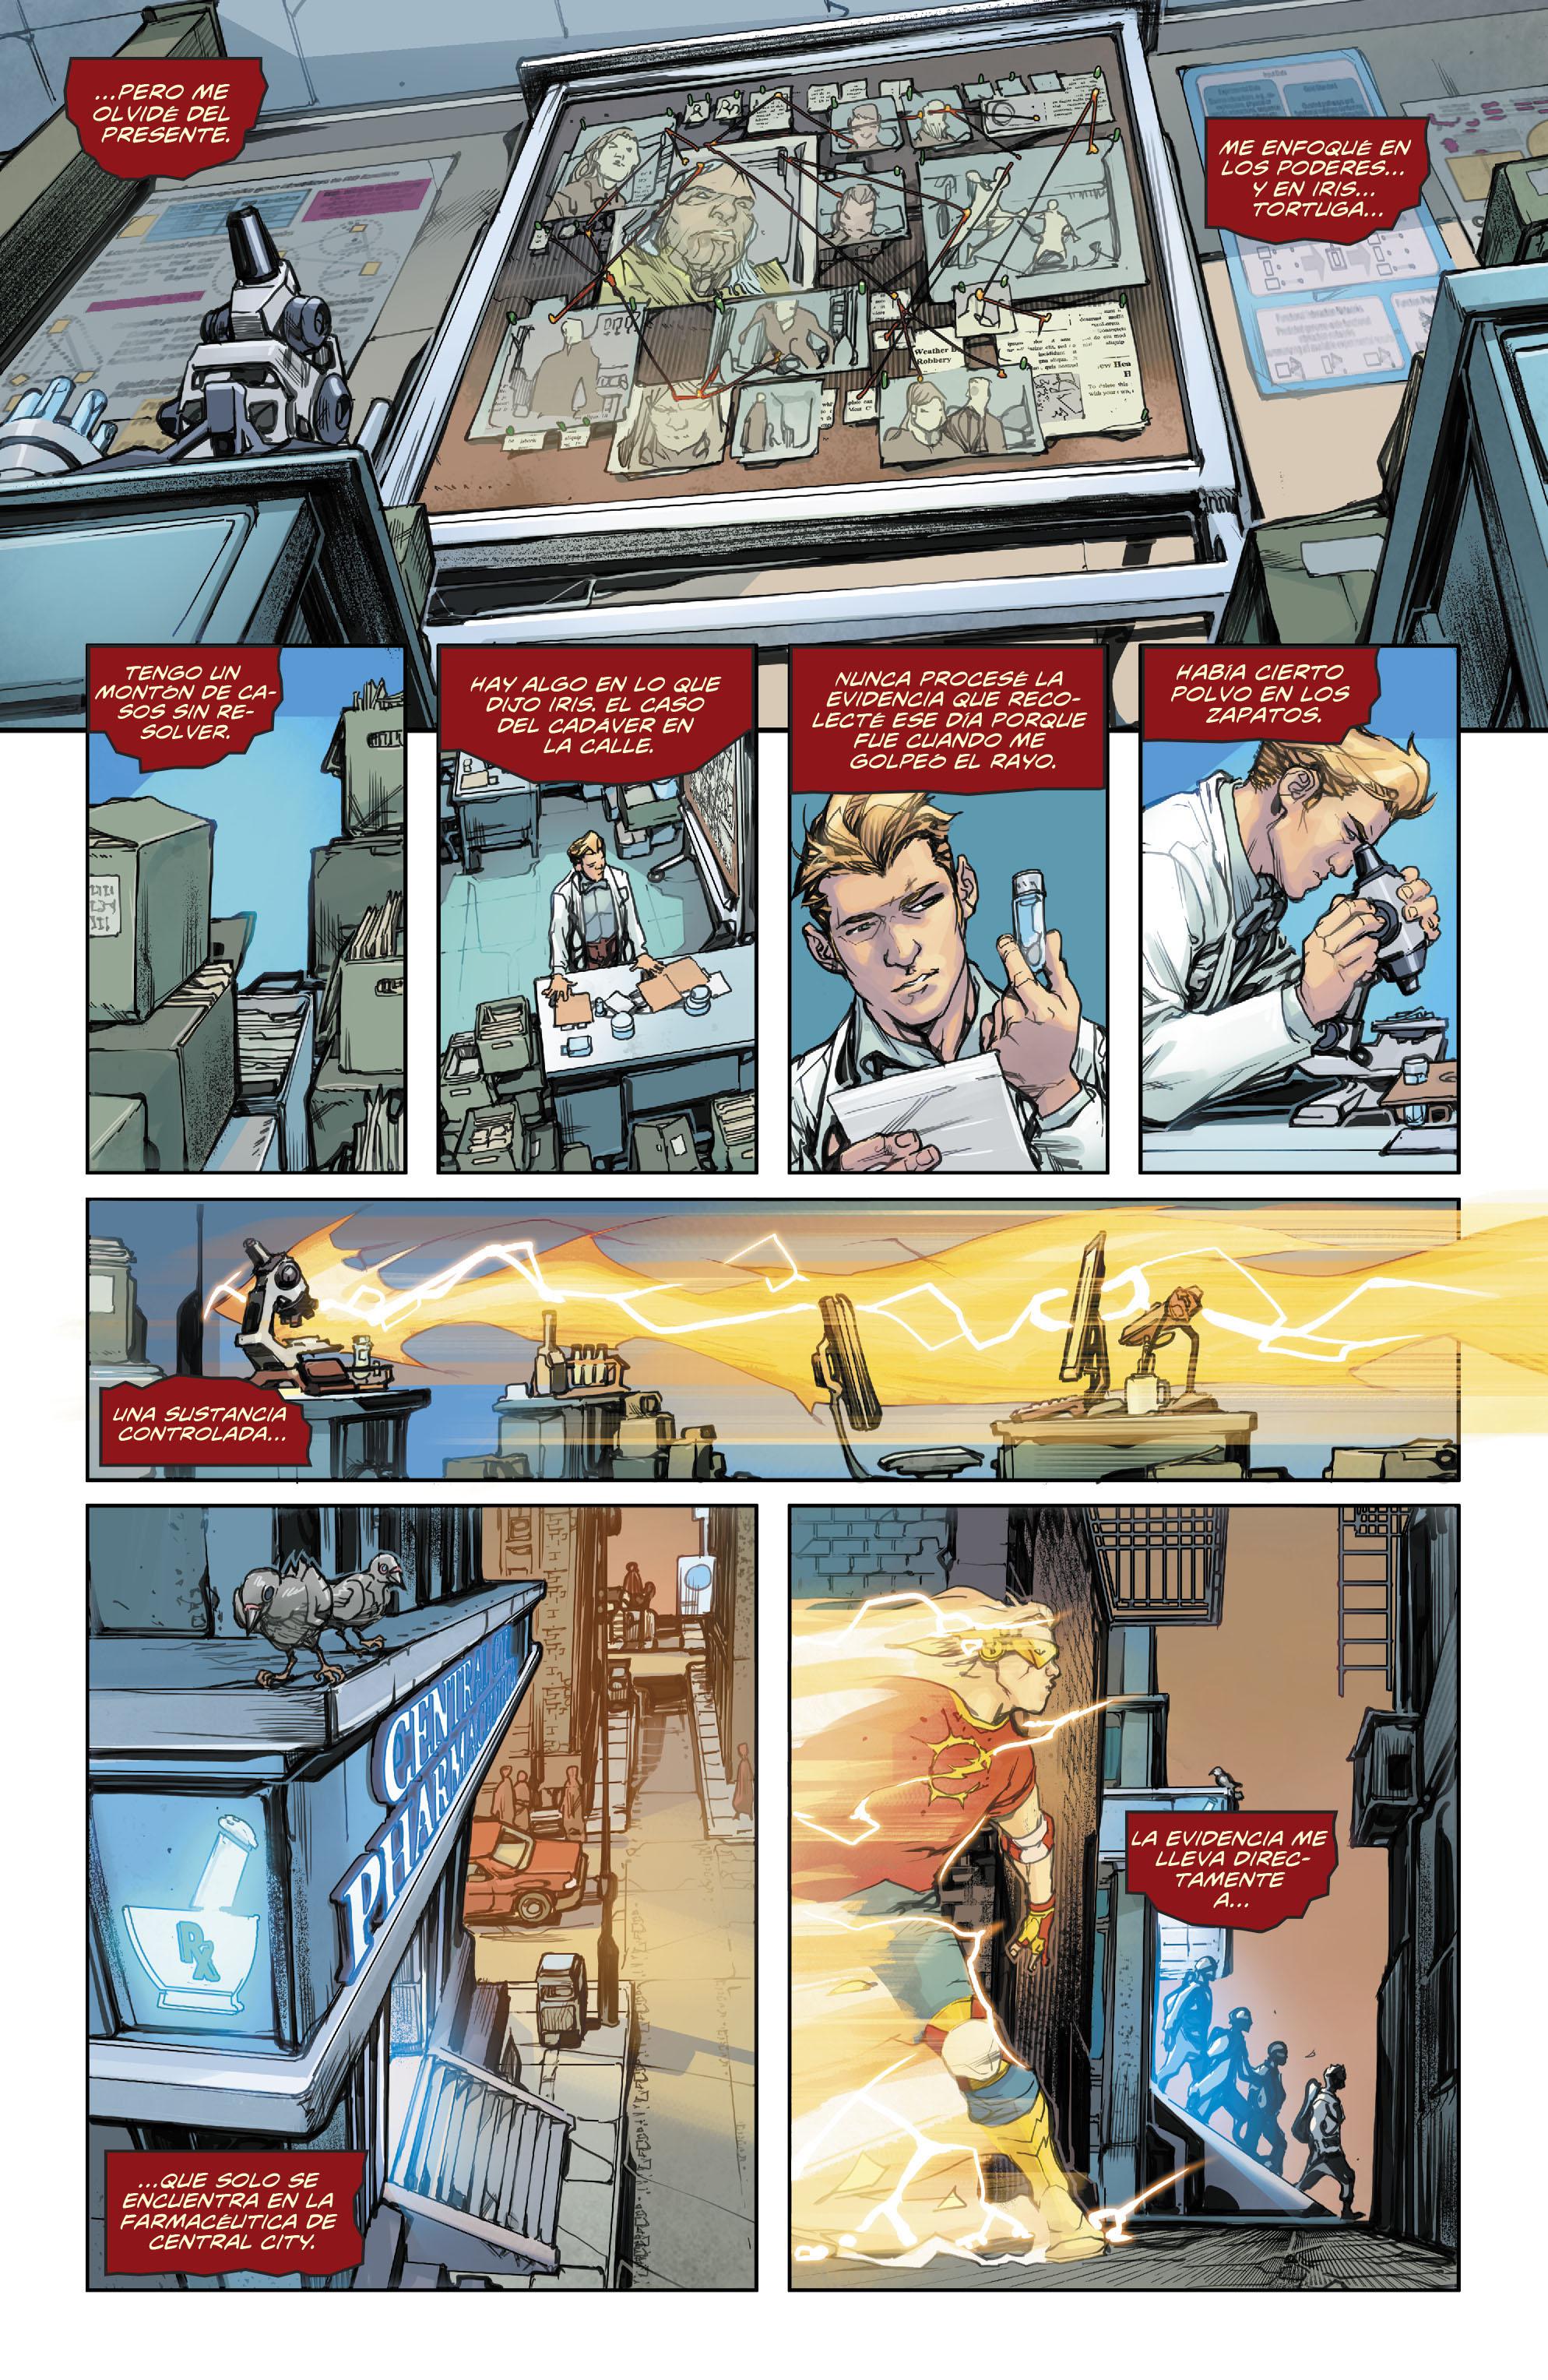 ...PERO ME
OLVIDÉ DEL
PRESENTE.
ME ENFOQUÉ EN
LOS PODERES...
Y EN IRIS...
TORTUGA...
Weather
Robbery
TENGO UN
MONTÓN DE CA-
SOS SIN RE-
SOLVER.
HAY ALGO EN LO QUE
DIJO IRIS. EL CASO
DEL CADÁVER EN
LA CALLE.
NUNCA PROCESÉ LA
EVIDENCIA QUE RECO-
LECTÉ ESE DÍA PORQUE
FUE CUANDO ME
GOLPEÓ EL RAYO.
HABÍA CIERTO
POLVO EN LOS
ZAPATOS.
UNA SUSTANCIA
CONTROLADA...
CENTRAL
RX
...QUE SOLO SE
ENCUENTRA EN LA
FARMACÉUTICA DE
CENTRAL CITY.
LA EVIDENCIA ME
LLEVA DIREC-
TAMENTE
A...